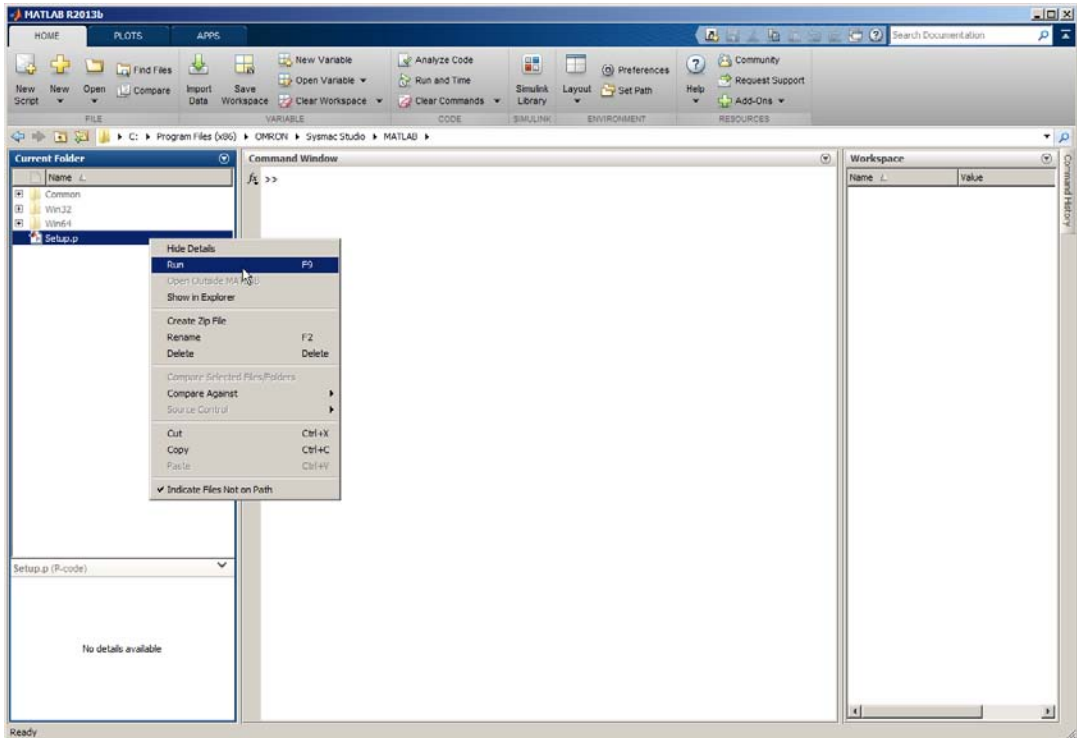 MATLAB R2013b
HOME PLOTS APPS
Search Documentation
New Script
New
Open
Find Files
Compare
Import Data
Save Workspace
New Variable
Open Variable
Clear Workspace
Analyze Code
Run and Time
Clear Commands
Simulink Library
Layout
Preferences
Set Path
Help
Community
Request Support
Add-Ons
FILE VARIABLE CODE SIMULINK ENVIRONMENT RESOURCES
C: Program Files (x86) OMRON Sysmac Studio MATLAB
Current Folder
Name
Common
Win32
Win64
Setup.p
Command Window
fx >>
Workspace
Name Value
Command History
Hide Details
Run F9
Open Outside MATLAB
Show in Explorer
Create Zip File
Rename F2
Delete Delete
Compare Selected Files/Folders
Compare Against
Source Control
Cut Ctrl+X
Copy Ctrl+C
Paste Ctrl+V
Indicate Files Not on Path
Setup.p (P-code)
No details available
Ready